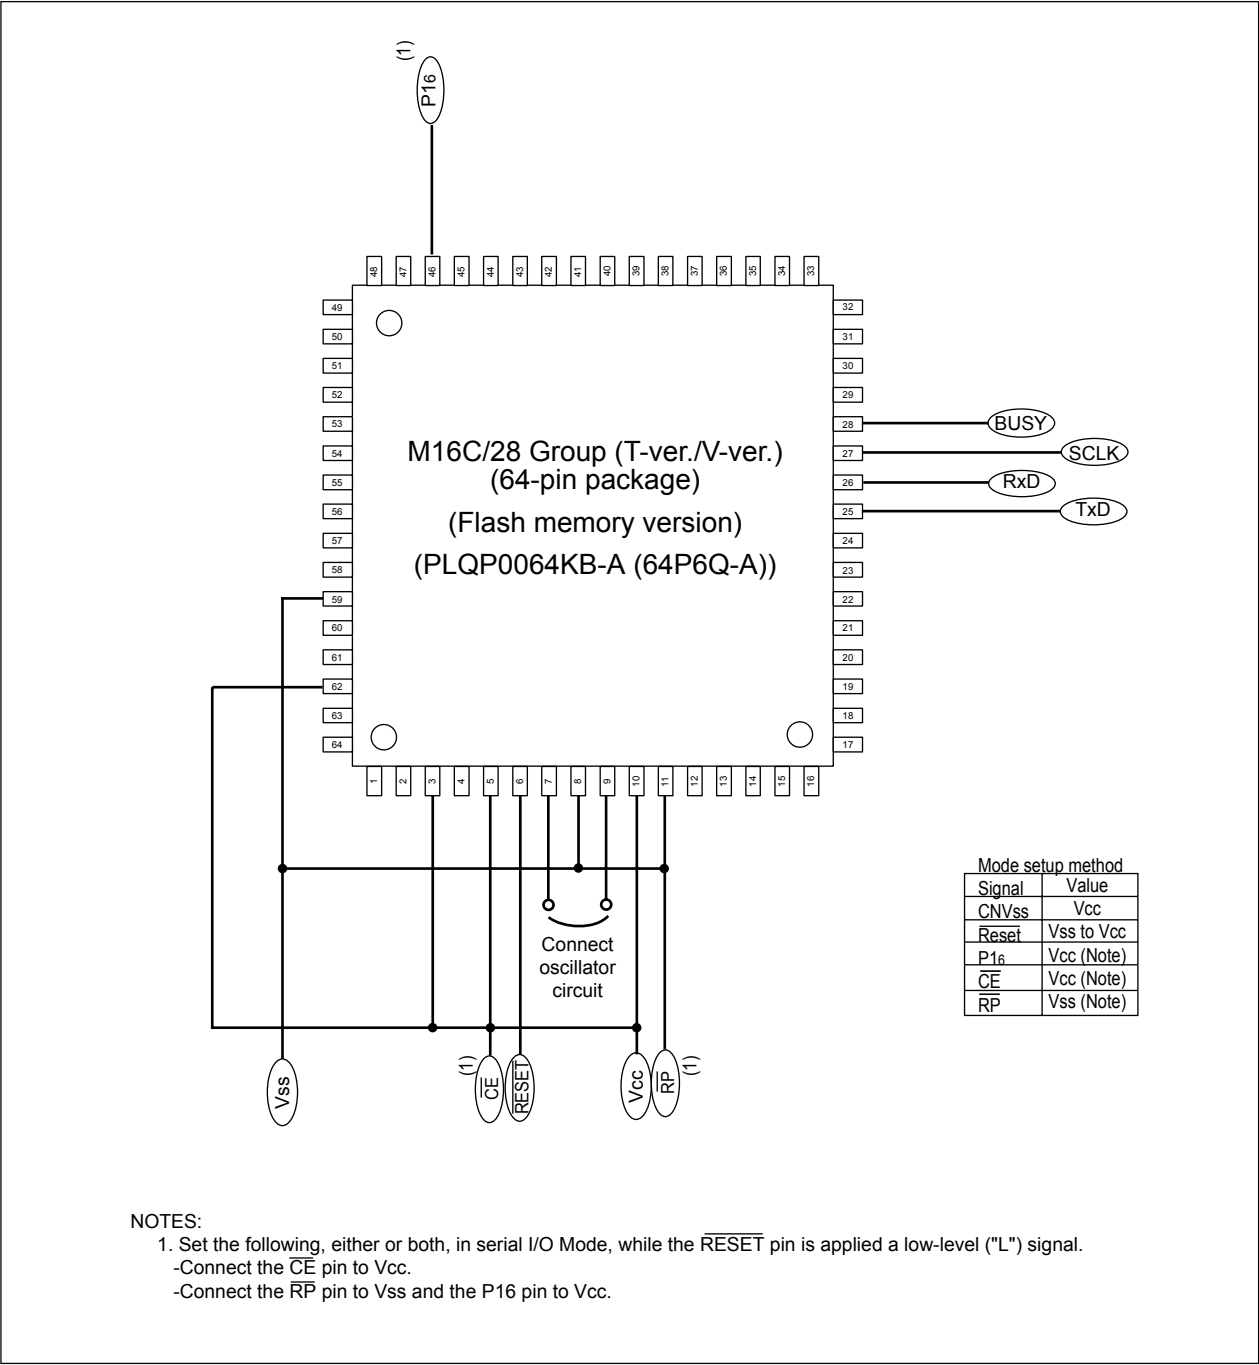 (1)
P16
48 47 46 45 44 43 42 41 40 39 38 37 36 35 34 33
49
50
51
52
53
54
55
56
57
58
59
60
61
62
63
64
M16C/28 Group (T-ver./V-ver.)
(64-pin package)
(Flash memory version)
(PLQP0064KB-A (64P6Q-A))
32
31
30
29
28
27
26
25
24
23
22
21
20
19
18
17
BUSY
SCLK
RxD
TxD
1 2 3 4 5 6 7 8 9 10 11 12 13 14 15 16
Connect
oscillator
circuit
Vss
(1)
CE
RESET
Vcc
RP
(1)
Mode setup method
Signal Value
CNVss Vcc
Reset Vss to Vcc
P16 Vcc (Note)
CE Vcc (Note)
RP Vss (Note)
NOTES:
1. Set the following, either or both, in serial I/O Mode, while the RESET pin is applied a low-level ("L") signal.
-Connect the CE pin to Vcc.
-Connect the RP pin to Vss and the P16 pin to Vcc.